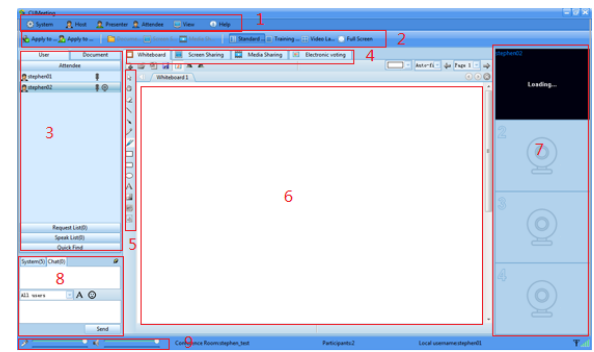 CVMeeting
System Host Presenter Attendee View Help 1
Apply to ... Apply to ... Standard... Training ... Video La... Full Screen 2
User Document
Whiteboard Screen Sharing Media Sharing Electronic voting 4
Attendee
stephen01
stephen02
Whiteboard 1
Page 1
stephen02
Loading...
3
5
6
2
7
3
4
Request List(0)
Speak List(0)
Quick Find
System(5) Chat(0)
8
All users A
Send
9
Conference Room:stephen_test Participants:2 Local username:stephen01